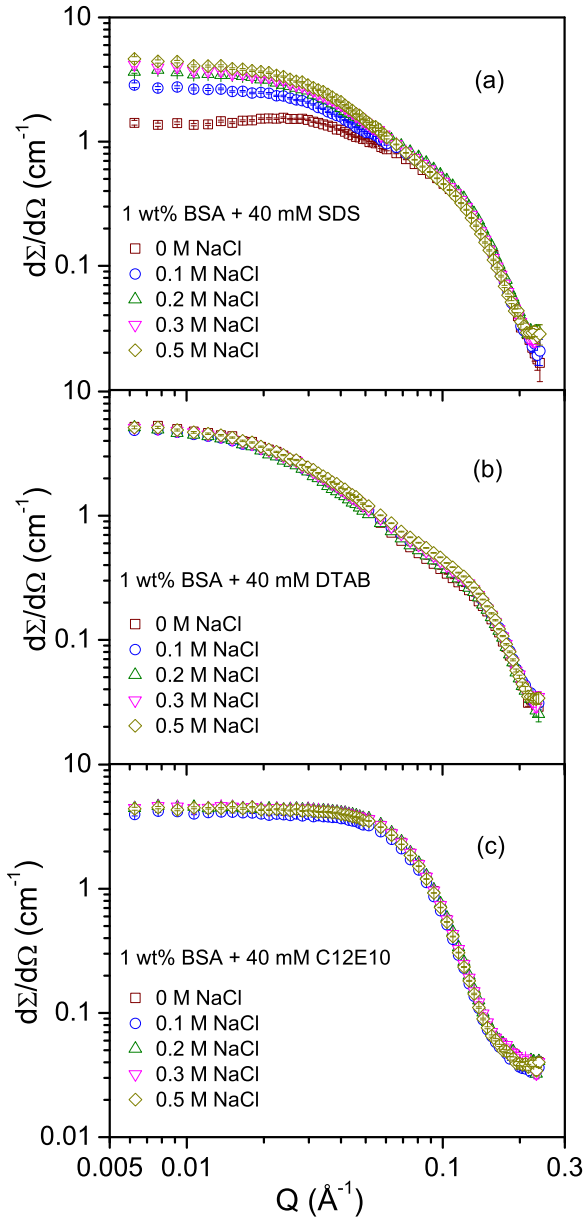 10
(a)
1
dΣ/dΩ (cm⁻¹)
1 wt% BSA + 40 mM SDS
0 M NaCl
0.1 M NaCl
0.1
0.2 M NaCl
0.3 M NaCl
0.5 M NaCl
10
(b)
1
dΣ/dΩ (cm⁻¹)
1 wt% BSA + 40 mM DTAB
0 M NaCl
0.1
0.1 M NaCl
0.2 M NaCl
0.3 M NaCl
0.5 M NaCl
10
(c)
1
dΣ/dΩ (cm⁻¹)
1 wt% BSA + 40 mM C12E10
0 M NaCl
0.1
0.1 M NaCl
0.2 M NaCl
0.3 M NaCl
0.5 M NaCl
0.01
0.005 0.01 0.1 0.3
Q (Å⁻¹)